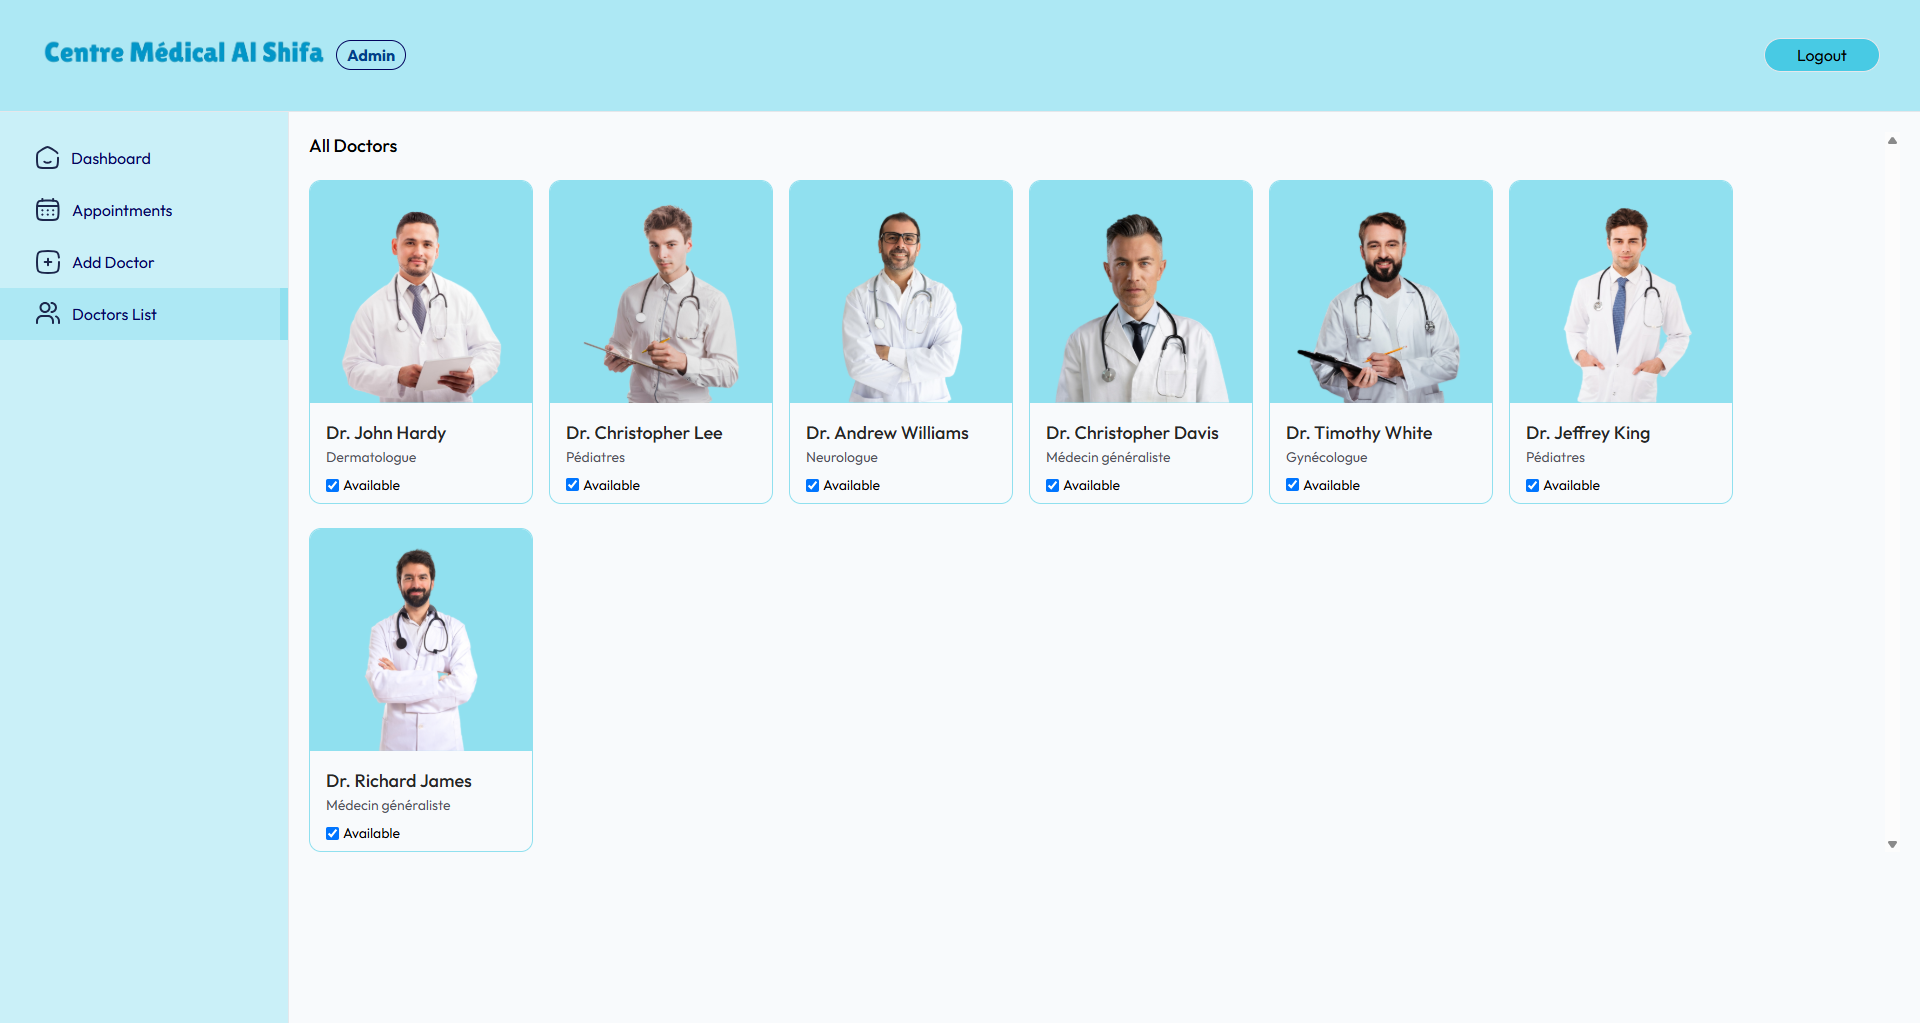 Centre Médical Al Shifa
Admin
Logout
Dashboard
Appointments
Add Doctor
Doctors List
All Doctors
Dr. John Hardy
Dermatologue
Available
Dr. Christopher Lee
Pédiatres
Available
Dr. Andrew Williams
Neurologue
Available
Dr. Christopher Davis
Médecin généraliste
Available
Dr. Timothy White
Gynécologue
Available
Dr. Jeffrey King
Pédiatres
Available
Dr. Richard James
Médecin généraliste
Available